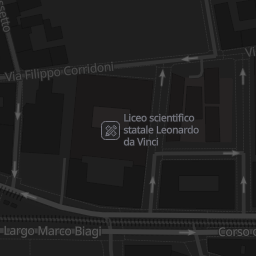 Via Filippo Corridoni
Liceo scientifico
statale Leonardo
da Vinci
Largo Marco Biagi
Corso